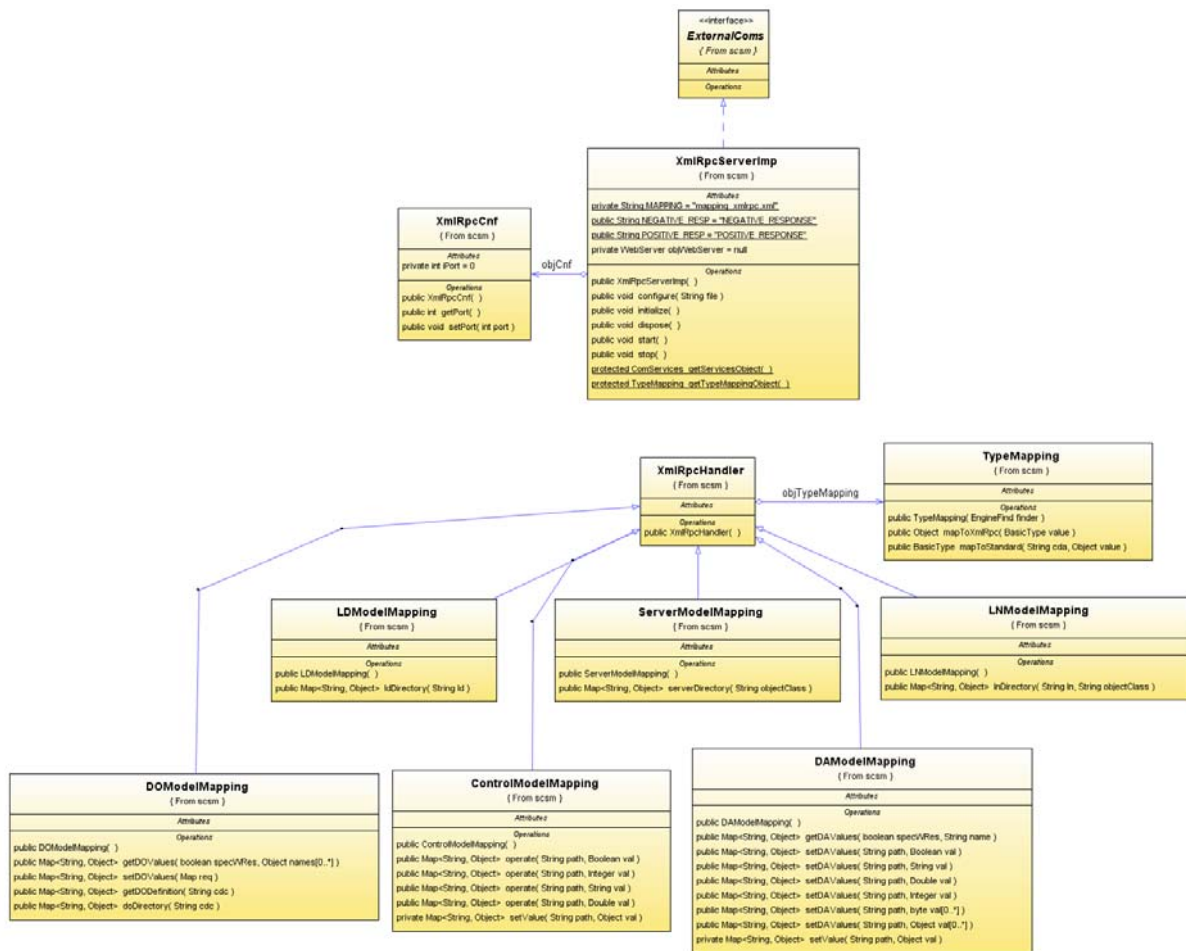 <<interface>>
ExternalComs
{ From scsm }
Attributes
Operations
XmlRpcServerImp
{ From scsm }
Attributes
private String MAPPING = "mapping_xmlrpc.xml"
public String NEGATIVE_RESP = "NEGATIVE_RESPONSE"
public String POSITIVE_RESP = "POSITIVE_RESPONSE"
private WebServer objWebServer = null
Operations
public XmlRpcServerImp( )
public void configure( String file )
public void initialize( )
public void dispose( )
public void start( )
public void stop( )
protected ComServices getServicesObject( )
protected TypeMapping getTypeMappingObject( )
XmlRpcCnf
{ From scsm }
Attributes
private int iPort = 0
Operations
public XmlRpcCnf( )
public int getPort( )
public void setPort( int port )
objCnf
XmlRpcHandler
{ From scsm }
Attributes
Operations
public XmlRpcHandler( )
objTypeMapping
TypeMapping
{ From scsm }
Attributes
Operations
public TypeMapping( EngineFind finder )
public Object mapToXmlRpc( BasicType value )
public BasicType mapToStandard( String cda, Object value )
LDModelMapping
{ From scsm }
Attributes
Operations
public LDModelMapping( )
public Map<String, Object> ldDirectory( String ld )
ServerModelMapping
{ From scsm }
Attributes
Operations
public ServerModelMapping( )
public Map<String, Object> serverDirectory( String objectClass )
LNModelMapping
{ From scsm }
Attributes
Operations
public LNModelMapping( )
public Map<String, Object> lnDirectory( String ln, String objectClass )
DOModelMapping
{ From scsm }
Attributes
Operations
public DOModelMapping( )
public Map<String, Object> getDOValues( boolean specWRes, Object names[0..*] )
public Map<String, Object> setDOValues( Map req )
public Map<String, Object> getDODefinition( String cdc )
public Map<String, Object> doDirectory( String cdc )
ControlModelMapping
{ From scsm }
Attributes
Operations
public ControlModelMapping( )
public Map<String, Object> operate( String path, Boolean val )
public Map<String, Object> operate( String path, Integer val )
public Map<String, Object> operate( String path, String val )
public Map<String, Object> operate( String path, Double val )
private Map<String, Object> setValue( String path, Object val )
DAModelMapping
{ From scsm }
Attributes
Operations
public DAModelMapping( )
public Map<String, Object> getDAValues( boolean specWRes, String name )
public Map<String, Object> setDAValues( String path, Boolean val )
public Map<String, Object> setDAValues( String path, String val )
public Map<String, Object> setDAValues( String path, Double val )
public Map<String, Object> setDAValues( String path, Integer val )
public Map<String, Object> setDAValues( String path, byte val[0..*] )
public Map<String, Object> setDAValues( String path, Object val[0..*] )
private Map<String, Object> setValue( String path, Object val )